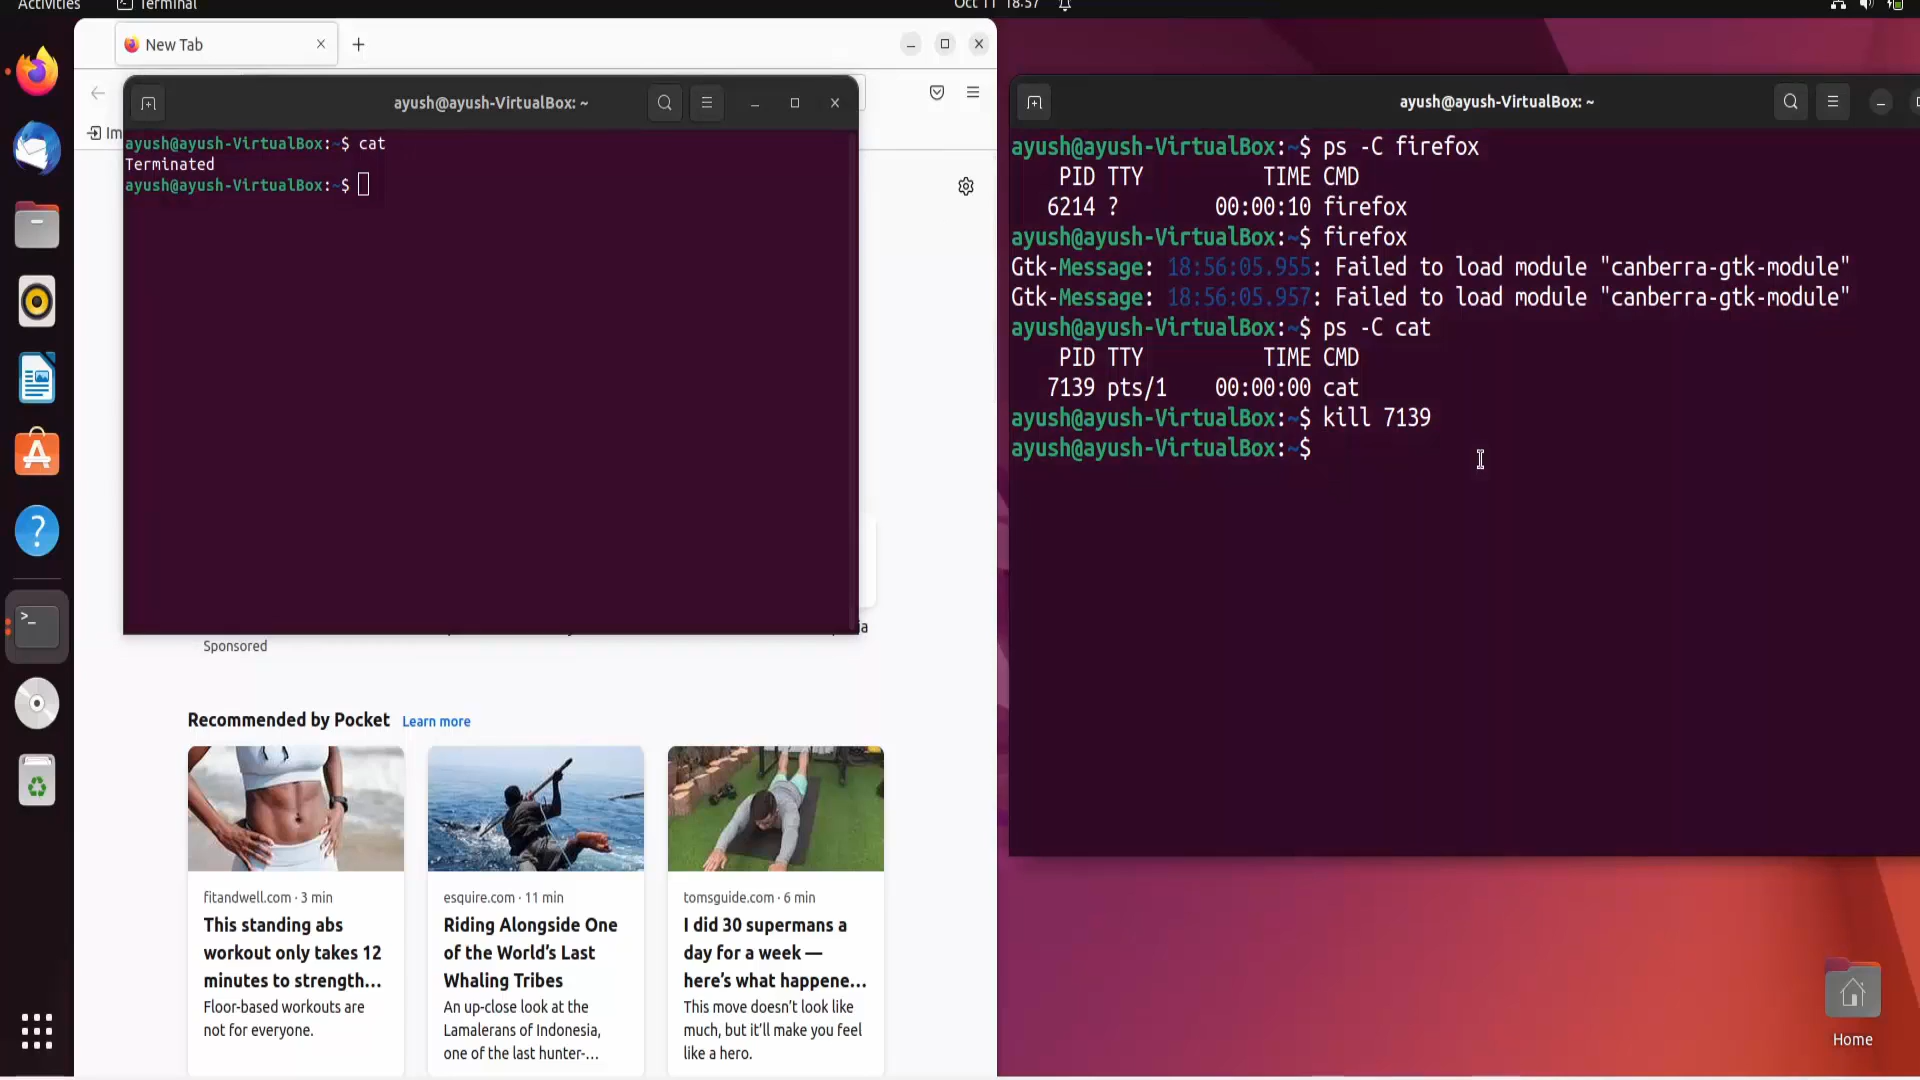 Activities
Terminal
Oct 11 18:57
New Tab
ayush@ayush-VirtualBox: ~
Im
ayush@ayush-VirtualBox:~$ cat
Terminated
ayush@ayush-VirtualBox:~$
Sponsored
Recommended by Pocket Learn more
fitandwell.com · 3 min
This standing abs
workout only takes 12
minutes to strength...
Floor-based workouts are
not for everyone.
esquire.com · 11 min
Riding Alongside One
of the World's Last
Whaling Tribes
An up-close look at the
Lamalerans of Indonesia,
one of the last hunter-...
tomsguide.com · 6 min
I did 30 supermans a
day for a week —
here's what happene...
This move doesn't look like
much, but it'll make you feel
like a hero.
ayush@ayush-VirtualBox: ~
ayush@ayush-VirtualBox:~$ ps -C firefox
PID TTY TIME CMD
6214 ? 00:00:10 firefox
ayush@ayush-VirtualBox:~$ firefox
Gtk-Message: 18:56:05.955: Failed to load module "canberra-gtk-module"
Gtk-Message: 18:56:05.957: Failed to load module "canberra-gtk-module"
ayush@ayush-VirtualBox:~$ ps -C cat
PID TTY TIME CMD
7139 pts/1 00:00:00 cat
ayush@ayush-VirtualBox:~$ kill 7139
ayush@ayush-VirtualBox:~$
Home